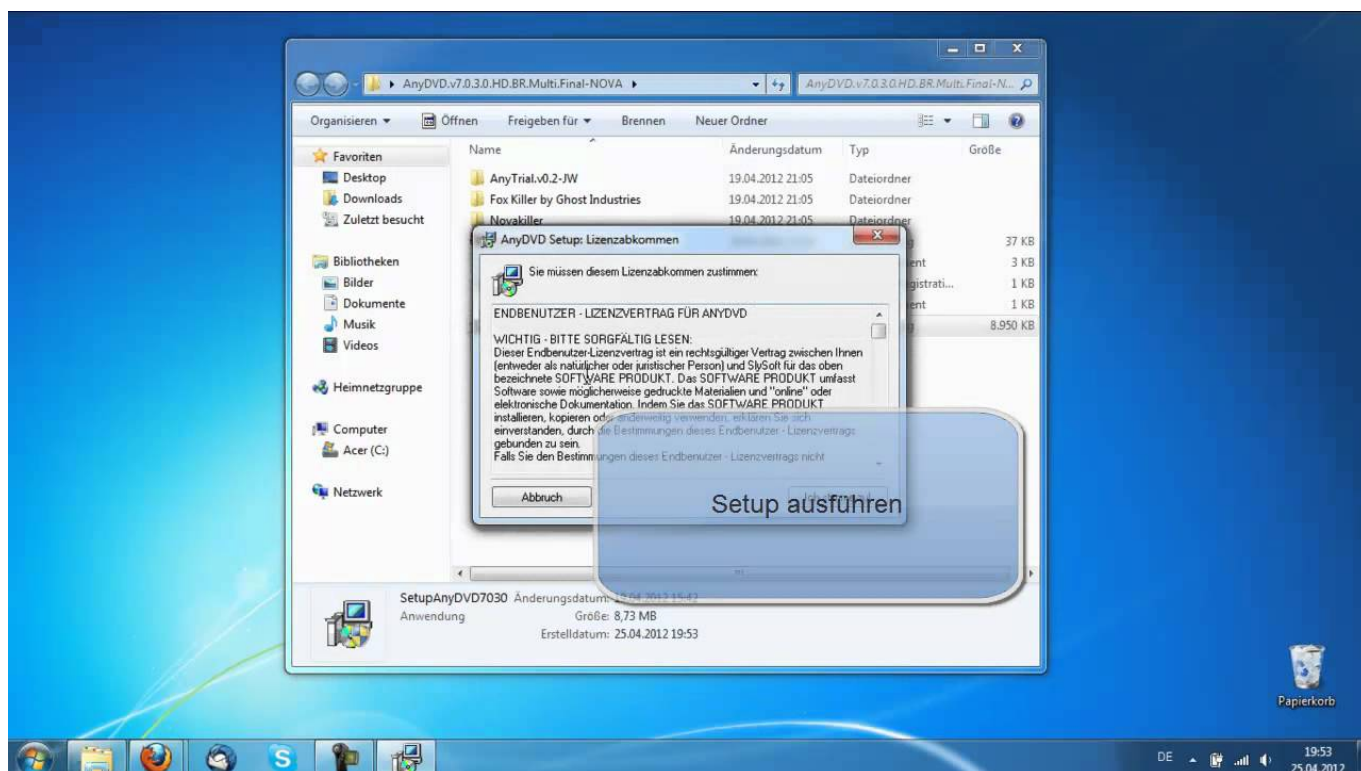 AnyDVD.v7.0.3.0.HD.BR.Multi.Final-NOVA
AnyDVD.v7.0.3.0.HD.BR.Multi.Final-N...
Organisieren
Öffnen
Freigeben für
Brennen
Neuer Ordner
Favoriten
Desktop
Downloads
Zuletzt besucht
Bibliotheken
Bilder
Dokumente
Musik
Videos
Heimnetzgruppe
Computer
Acer (C:)
Netzwerk
Name Änderungsdatum Typ Größe
AnyTrial.v0.2-JW 19.04.2012 21:05 Dateiordner
Fox Killer by Ghost Industries 19.04.2012 21:05 Dateiordner
Novakiller 19.04.2012 21:05 Dateiordner
37 KB
3 KB
1 KB
1 KB
8.950 KB
AnyDVD Setup: Lizenzabkommen
Sie müssen diesem Lizenzabkommen zustimmen:
ENDBENUTZER - LIZENZVERTRAG FÜR ANYDVD
WICHTIG - BITTE SORGFÄLTIG LESEN:
Dieser Endbenutzer-Lizenzvertrag ist ein rechtsgültiger Vertrag zwischen Ihnen
(entweder als natürlicher oder juristischer Person) und SlySoft für das oben
bezeichnete SOFTWARE PRODUKT. Das SOFTWARE PRODUKT umfasst
Software sowie möglicherweise gedruckte Materialien und "online" oder
elektronische Dokumentation. Indem Sie das SOFTWARE PRODUKT
installieren, kopieren oder anderweitig verwenden, erklären Sie sich
einverstanden, durch die Bestimmungen dieses Endbenutzer - Lizenzvertrags
gebunden zu sein.
Falls Sie den Bestimmungen dieses Endbenutzer - Lizenzvertrags nicht
Abbruch
Setup ausführen
SetupAnyDVD7030 Änderungsdatum: 19.04.2012 15:42
Anwendung Größe: 8,73 MB
Erstelldatum: 25.04.2012 19:53
Papierkorb
DE
19:53
25.04.2012